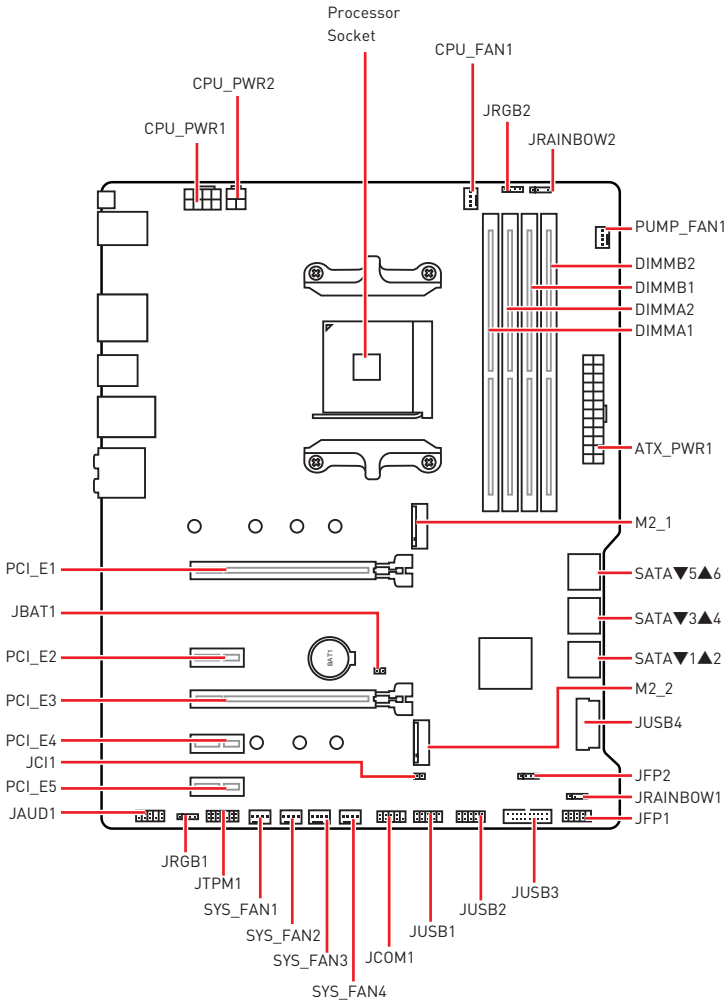 Processor
Socket
CPU_FAN1
CPU_PWR2
JRGB2
CPU_PWR1
JRAINBOW2
PUMP_FAN1
DIMMB2
DIMMB1
DIMMA2
DIMMA1
ATX_PWR1
M2_1
PCI_E1
SATA▼5▲6
JBAT1
SATA▼3▲4
PCI_E2
BAT1
SATA▼1▲2
PCI_E3
M2_2
JUSB4
PCI_E4
JCI1
JFP2
PCI_E5
JRAINBOW1
JAUD1
JFP1
JRGB1
JTPM1
JUSB3
SYS_FAN1
JUSB2
SYS_FAN2
JUSB1
SYS_FAN3
JCOM1
SYS_FAN4